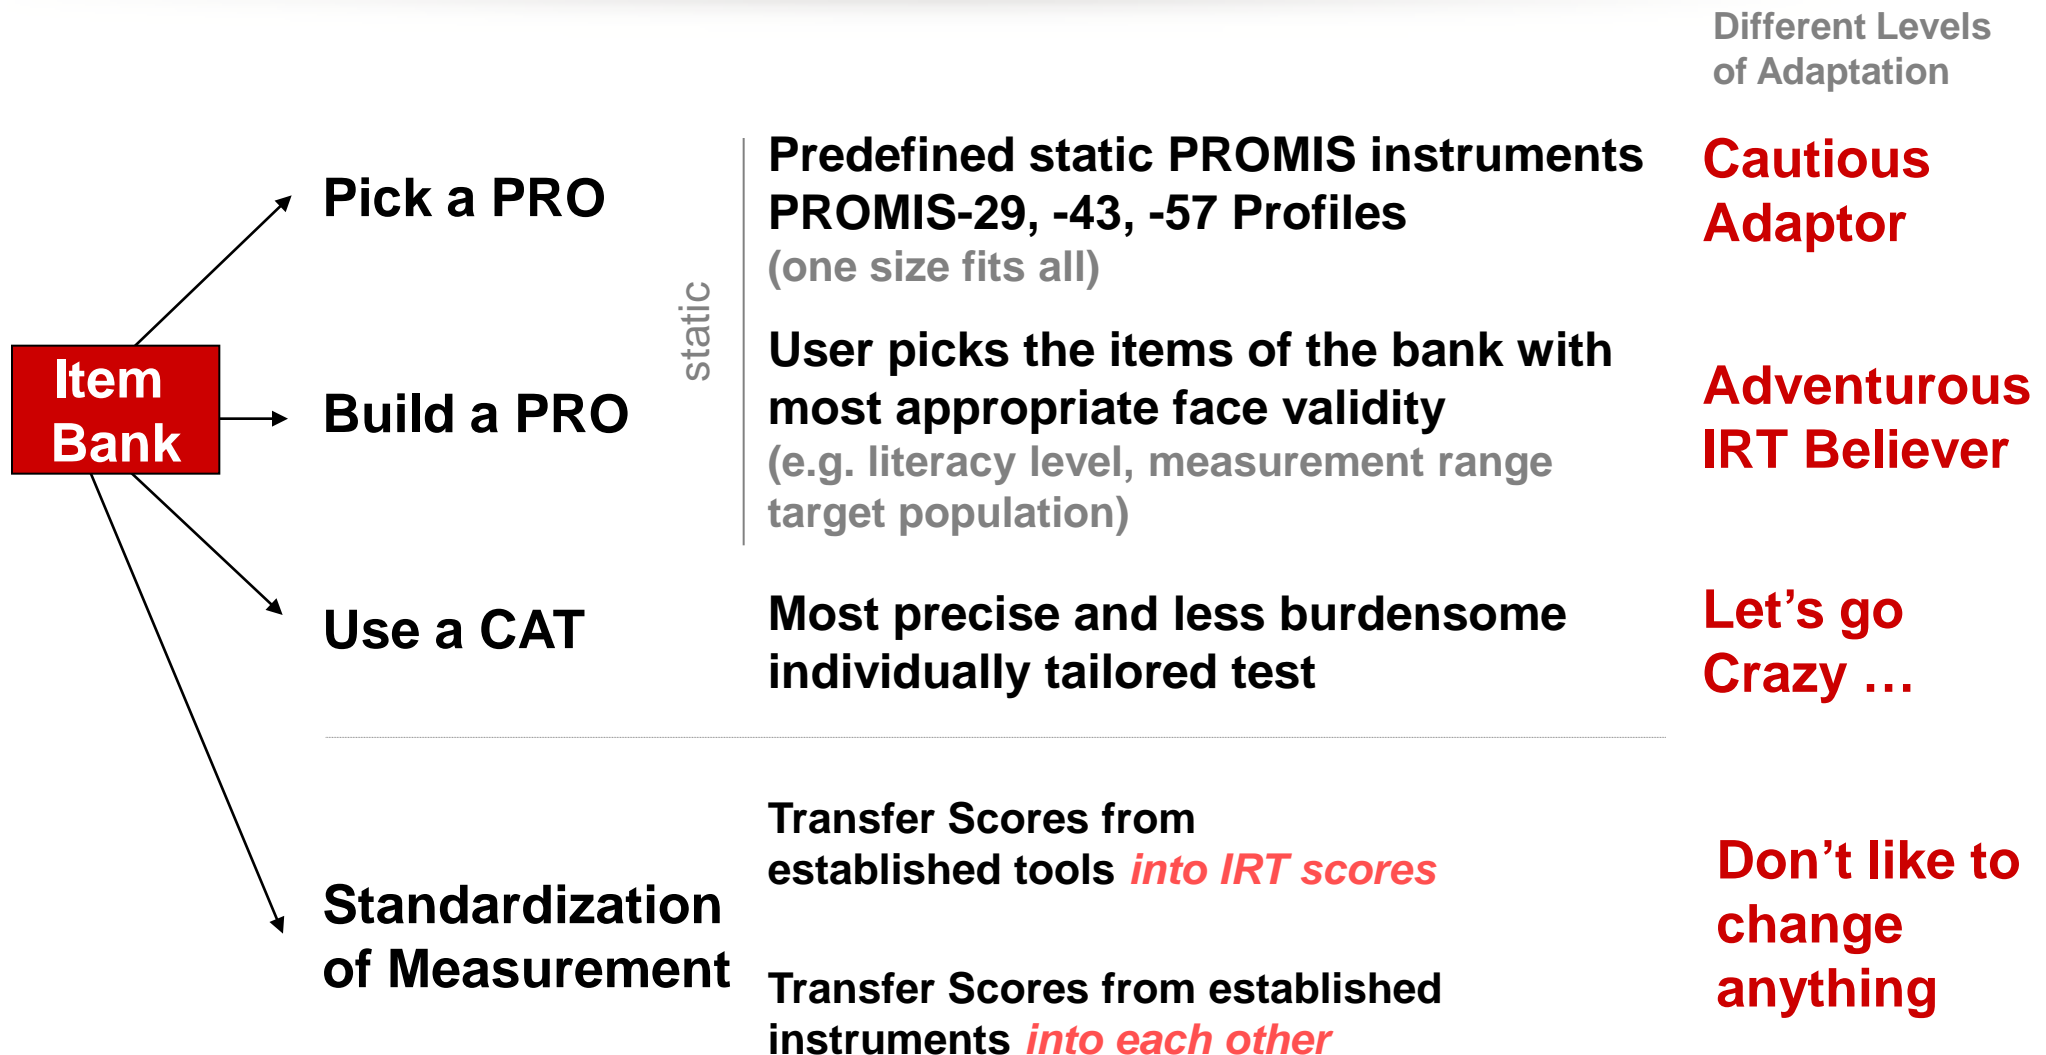 Different Levels
of Adaptation
Item
Bank
Pick a PRO
static
Predefined static PROMIS instruments
PROMIS-29, -43, -57 Profiles
(one size fits all)
Cautious
Adaptor
Build a PRO
User picks the items of the bank with
most appropriate face validity
(e.g. literacy level, measurement range
target population)
Adventurous
IRT Believer
Use a CAT
Most precise and less burdensome
individually tailored test
Let’s go
Crazy …
Standardization
of Measurement
Transfer Scores from
established tools into IRT scores
Transfer Scores from established
instruments into each other
Don’t like to
change
anything